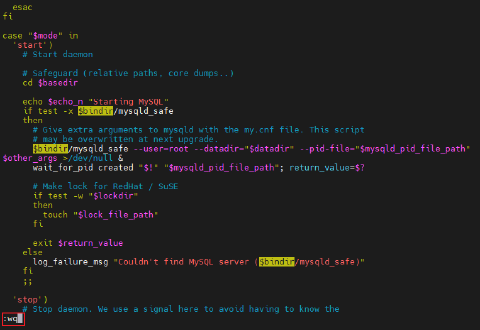 esac
fi

case "$mode" in
  'start')
    # Start daemon

    # Safeguard (relative paths, core dumps..)
    cd $basedir

    echo $echo_n "Starting MySQL"
    if test -x $bindir/mysqld_safe
    then
      # Give extra arguments to mysqld with the my.cnf file. This script
      # may be overwritten at next upgrade.
      $bindir/mysqld_safe --user=root --datadir="$datadir" --pid-file="$mysqld_pid_file_path"
$other_args >/dev/null &
      wait_for_pid created "$!" "$mysqld_pid_file_path"; return_value=$?

      # Make lock for RedHat / SuSE
      if test -w "$lockdir"
      then
        touch "$lock_file_path"
      fi

      exit $return_value
    else
      log_failure_msg "Couldn't find MySQL server ($bindir/mysqld_safe)"
    fi
    ;;

  'stop')
    # Stop daemon. We use a signal here to avoid having to know the
:wq